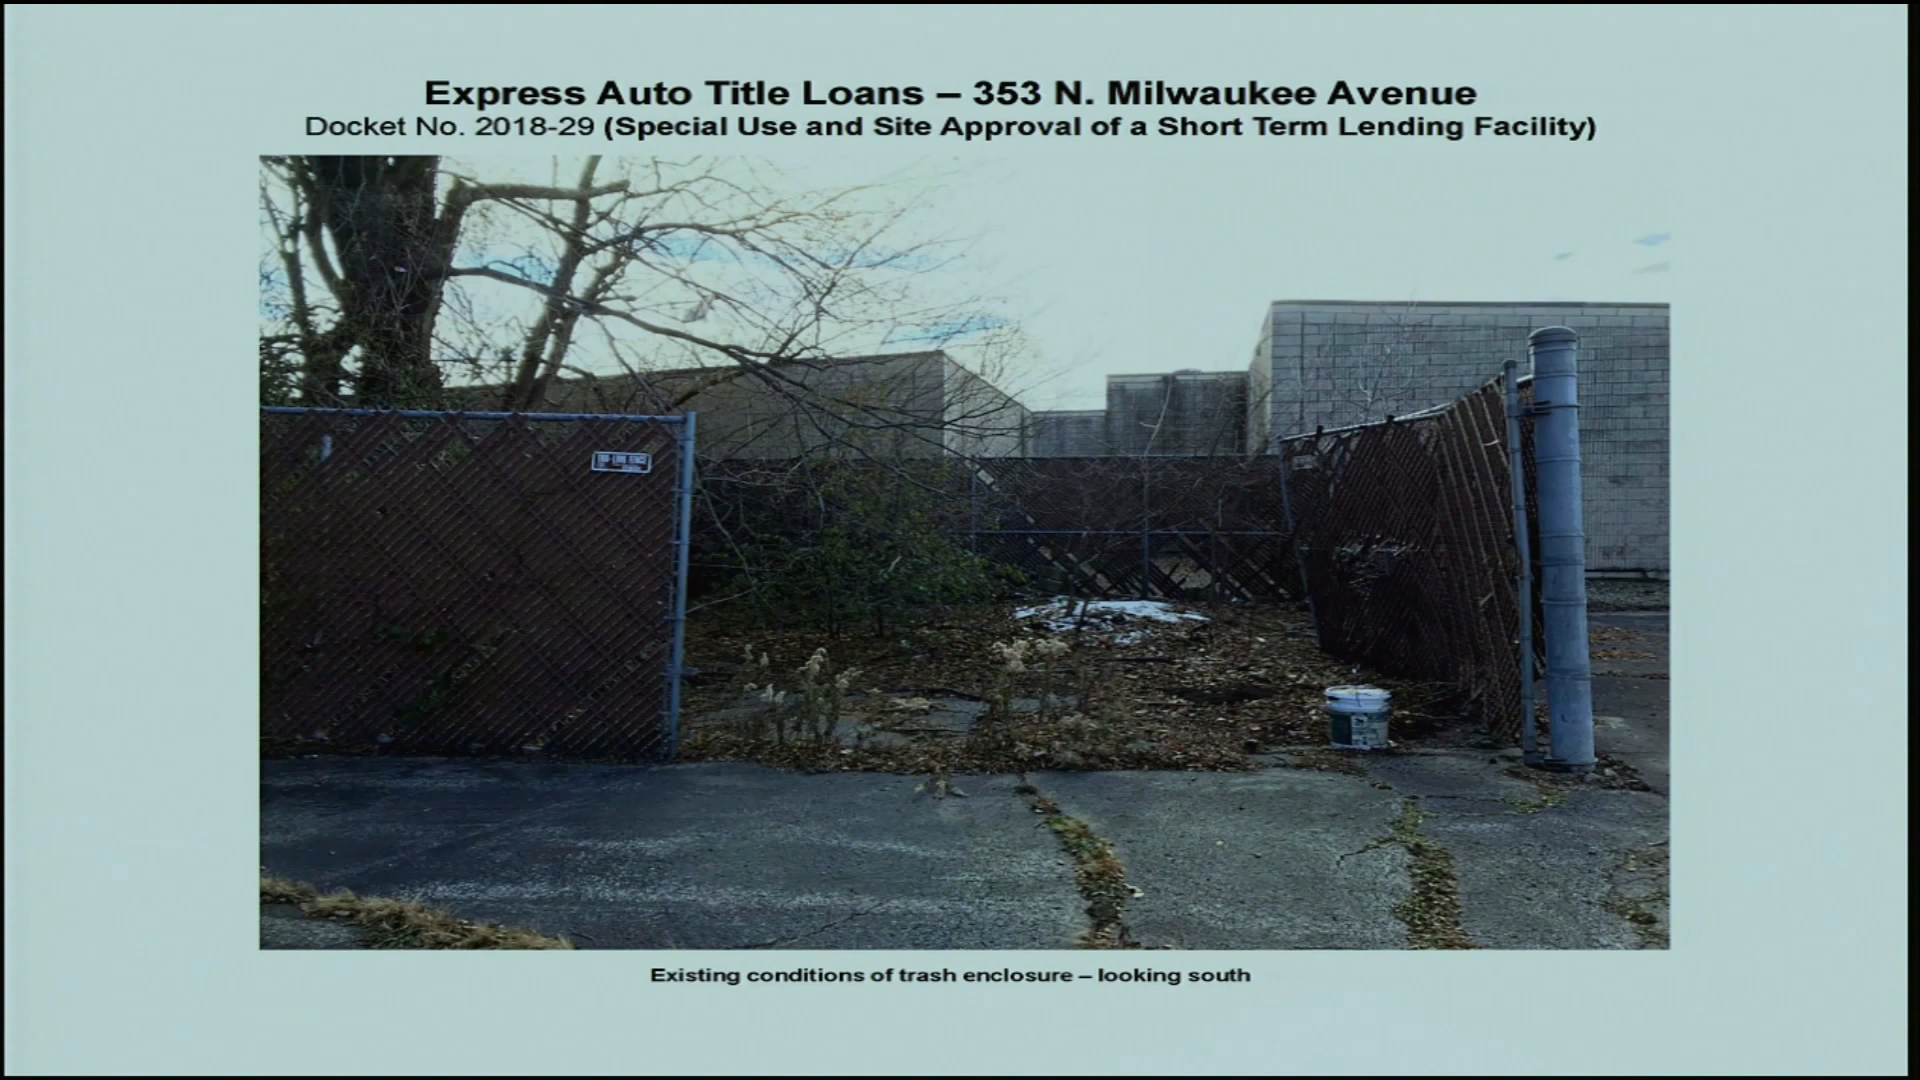 Express Auto Title Loans – 353 N. Milwaukee Avenue
Docket No. 2018-29 (Special Use and Site Approval of a Short Term Lending Facility)
Existing conditions of trash enclosure – looking south